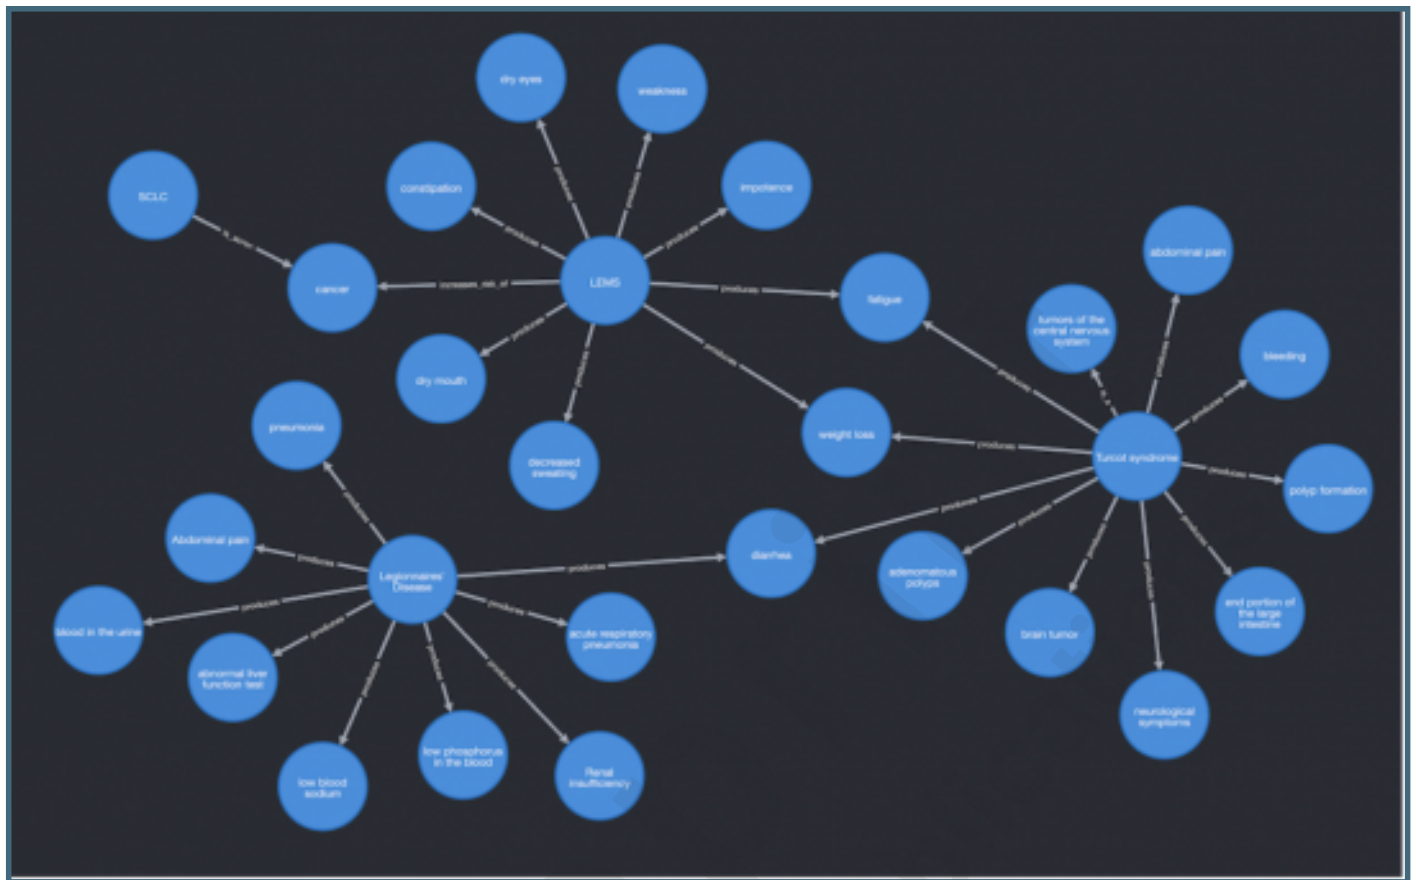 dry eyes
weakness
constipation
impotence
SCLC
abdominal pain
LEMS
cancer
increases_risk_of
produces
produces
produces
produces
produces
produces
produces
produces
fatigue
tumors of the
central nervous
system
bleeding
dry mouth
weight loss
pneumonia
decreased
sweating
Turcot syndrome
polyp formation
produces
produces
produces
produces
produces
produces
produces
produces
produces
produces
Abdominal pain
Legionnaires'
Disease
diarrhea
adenomatous
polyps
end portion of
the large
intestine
brain tumor
blood in the urine
acute respiratory
pneumonia
abnormal liver
function test
produces
produces
produces
produces
produces
produces
produces
produces
produces
neurological
symptoms
low phosphorus
in the blood
low blood
sodium
Renal
insufficiency